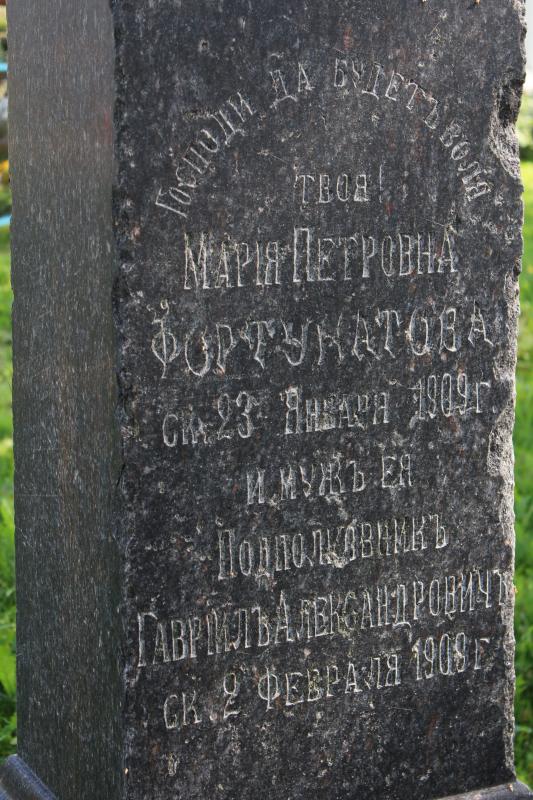 Господи да будетъ воля
твоя!
Марія Петровна
Фортунатова
ск. 23 Января 1909 г.
и мужъ ея
Подполковникъ
Гавріилъ Александровичъ
ск. 2 Февраля 1909 г.